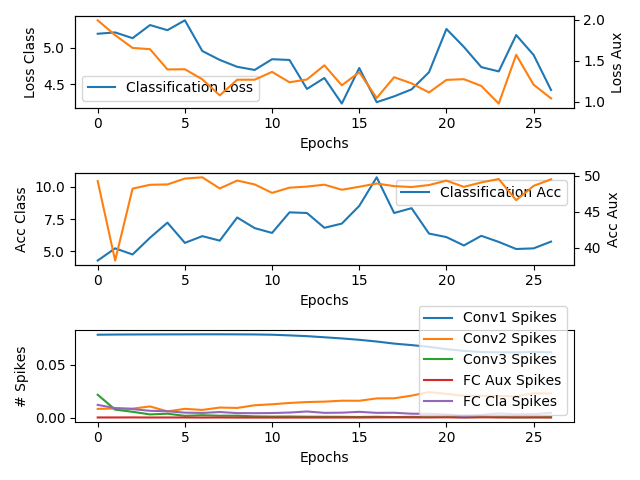 Loss Class
5.0
4.5
Classification Loss
2.0
1.5
1.0
Loss Aux
0 5 10 15 20 25
Epochs
Acc Class
10.0
7.5
5.0
Classification Acc
50
45
40
Acc Aux
0 5 10 15 20 25
Epochs
# Spikes
0.05
0.00
Conv1 Spikes
Conv2 Spikes
Conv3 Spikes
FC Aux Spikes
FC Cla Spikes
0 5 10 15 20 25
Epochs